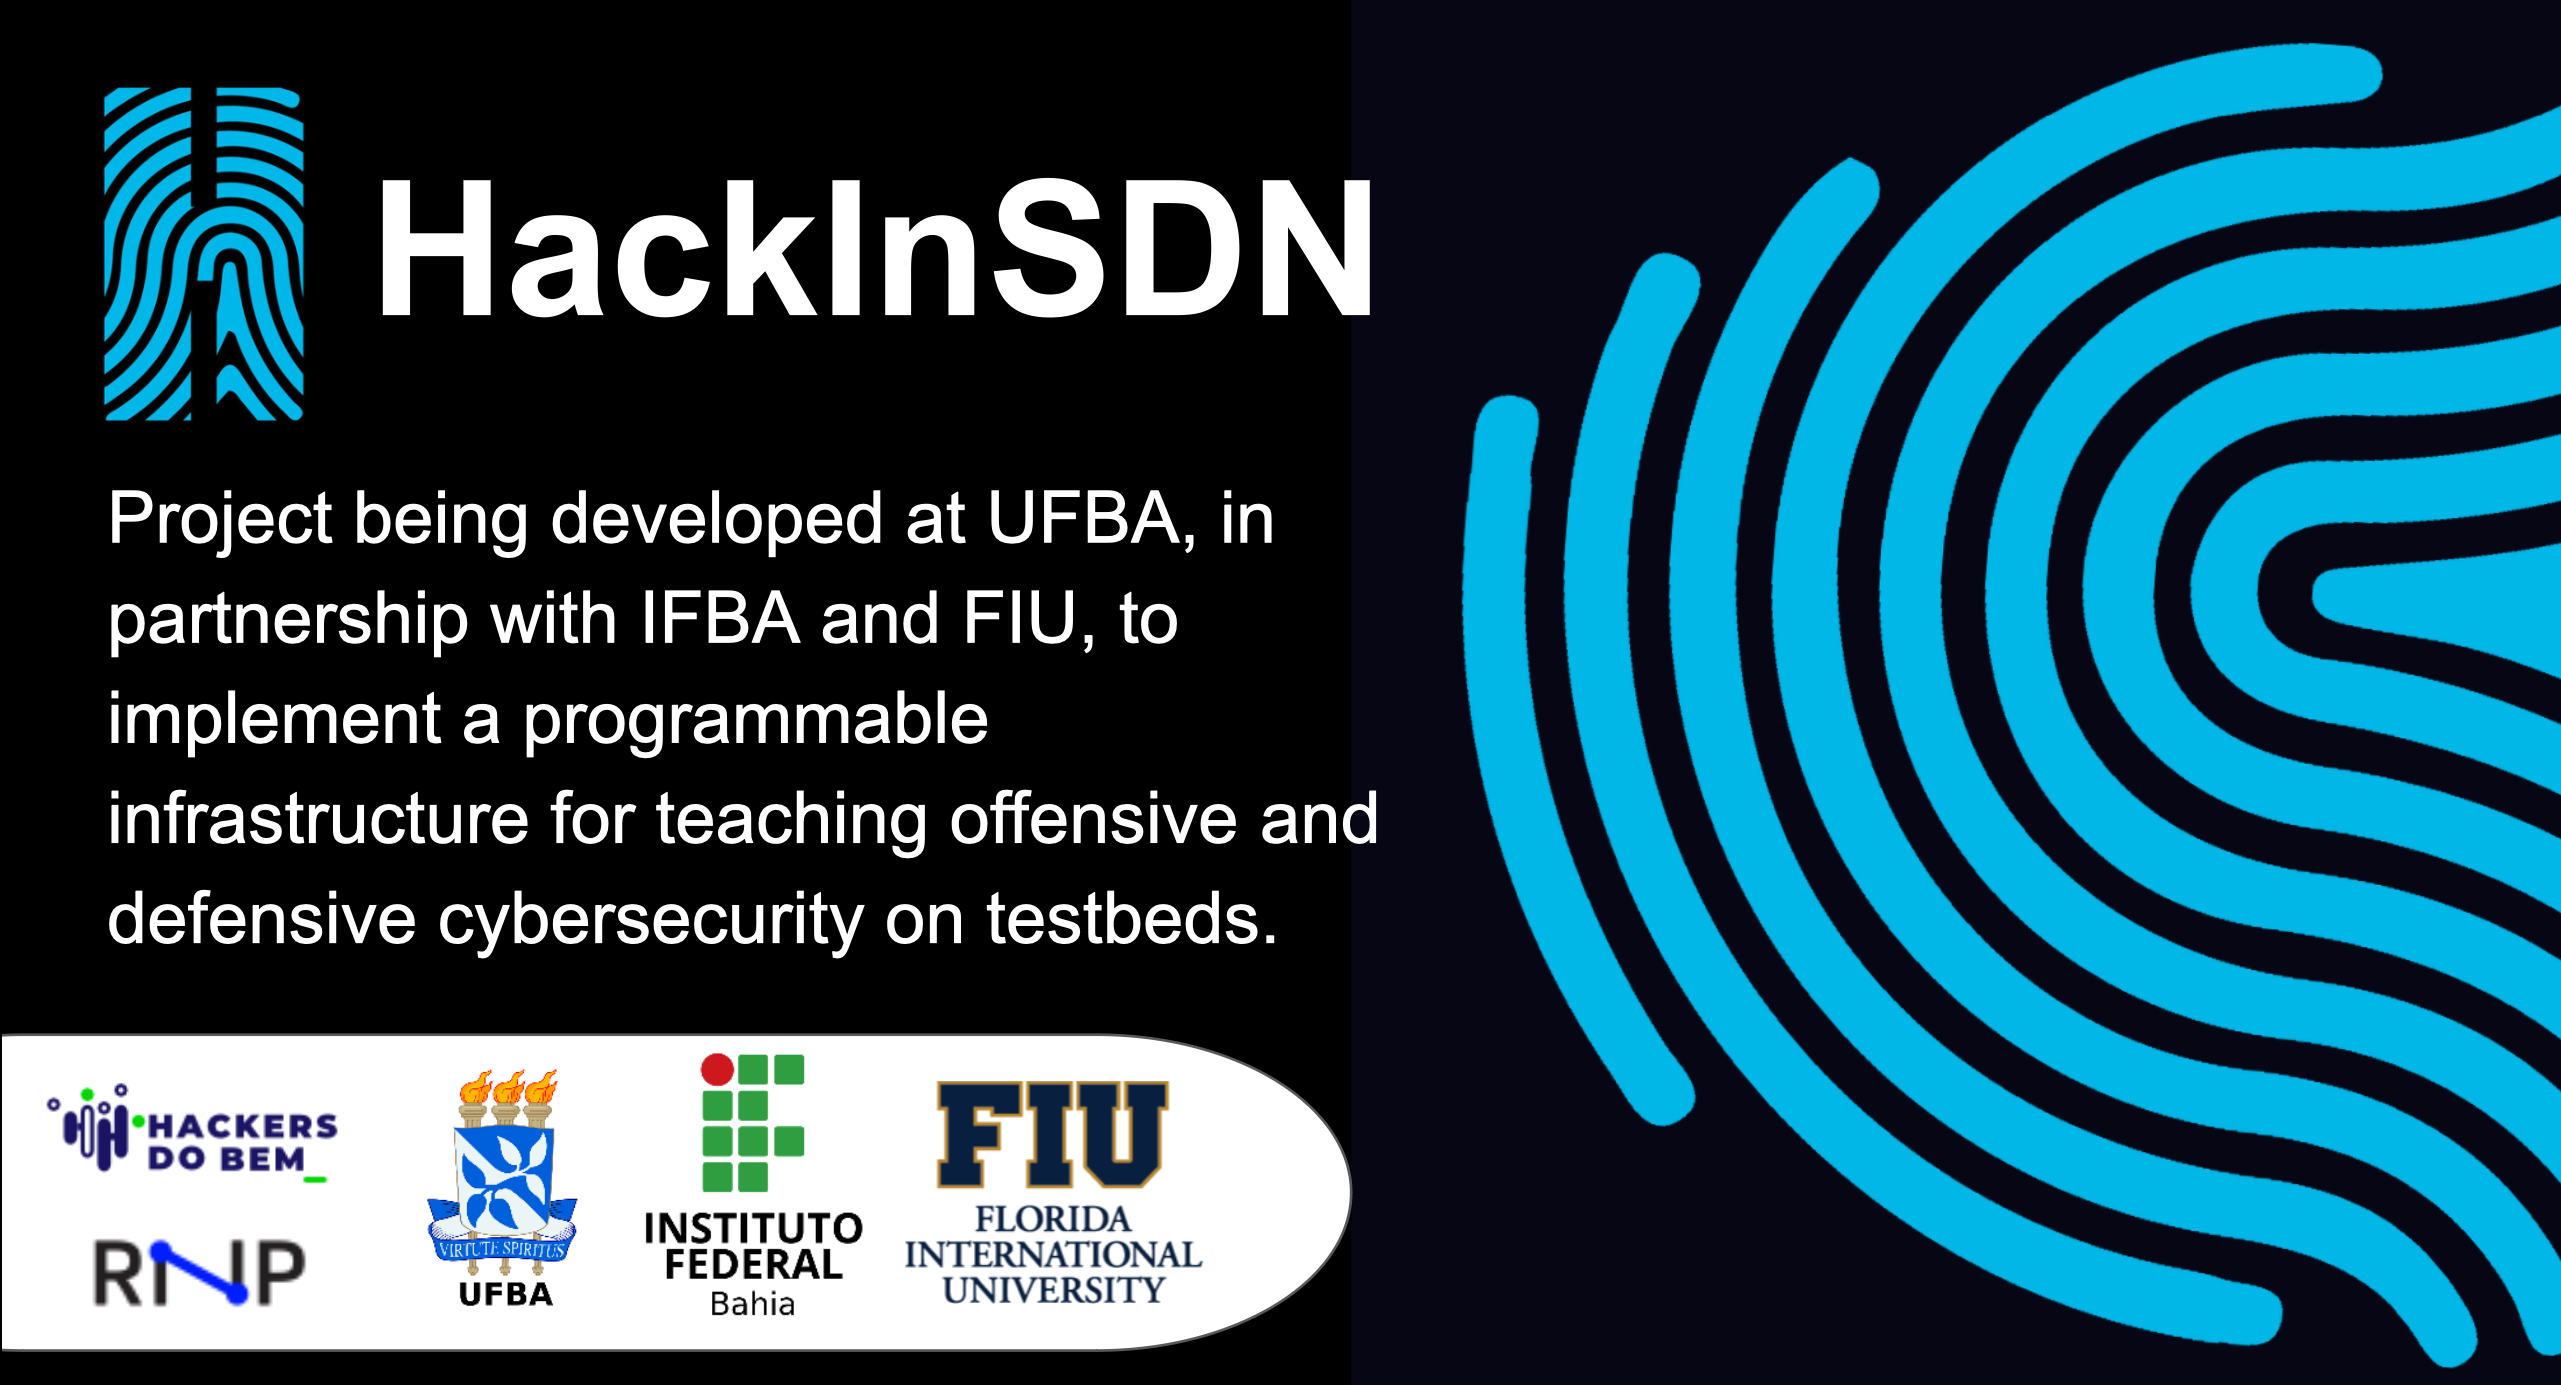 HackInSDN
Project being developed at UFBA, in
partnership with IFBA and FIU, to
implement a programmable
infrastructure for teaching offensive and
defensive cybersecurity on testbeds.
HACKERS
DO BEM_
RNP
VIRTUTE SPIRITUS
UFBA
INSTITUTO
FEDERAL
Bahia
FIU
FLORIDA
INTERNATIONAL
UNIVERSITY